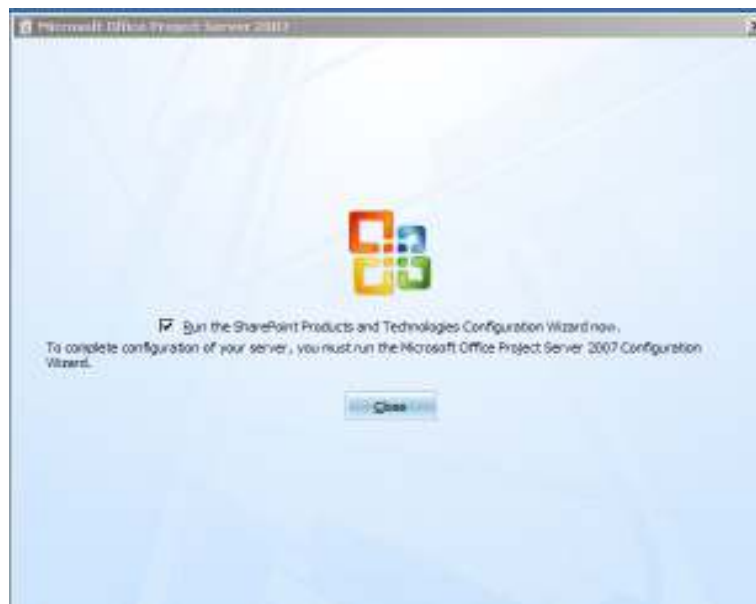 Microsoft Office Project Server 2007
Run the SharePoint Products and Technologies Configuration Wizard now.
To complete configuration of your server, you must run the Microsoft Office Project Server 2007 Configuration
Wizard.
Close